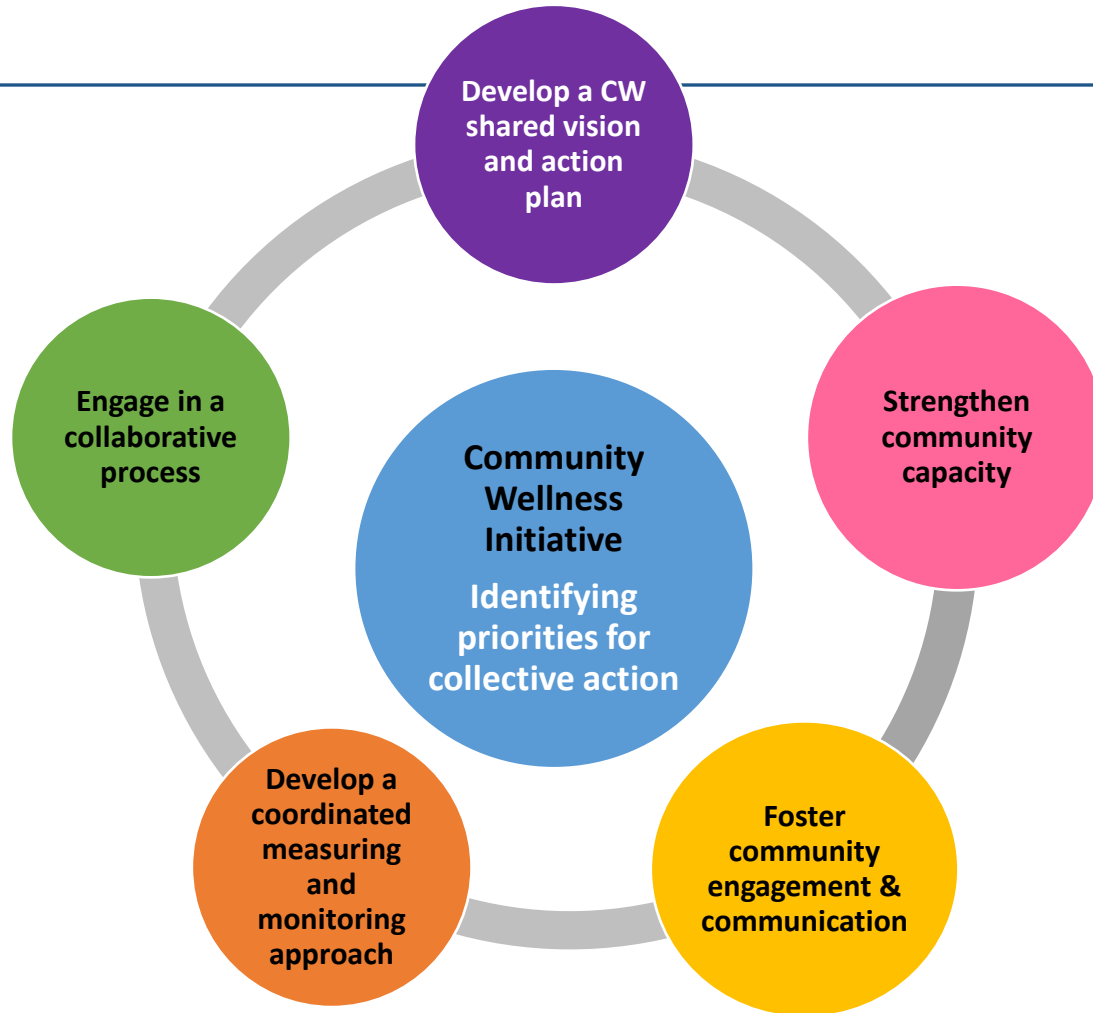 Develop a CW
shared vision
and action
plan
Engage in a
collaborative
process
Strengthen
community
capacity
Community
Wellness
Initiative
Identifying
priorities for
collective action
Develop a
coordinated
measuring
and
monitoring
approach
Foster
community
engagement &
communication